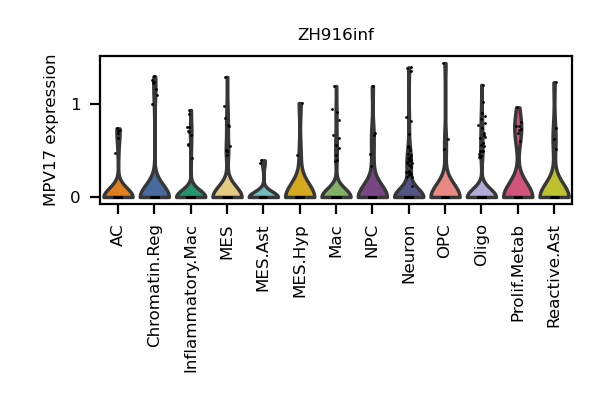 ZH916inf
MPV17 expression
1
0
AC
Chromatin.Reg
Inflammatory.Mac
MES
MES.Ast
MES.Hyp
Mac
NPC
Neuron
OPC
Oligo
Prolif.Metab
Reactive.Ast